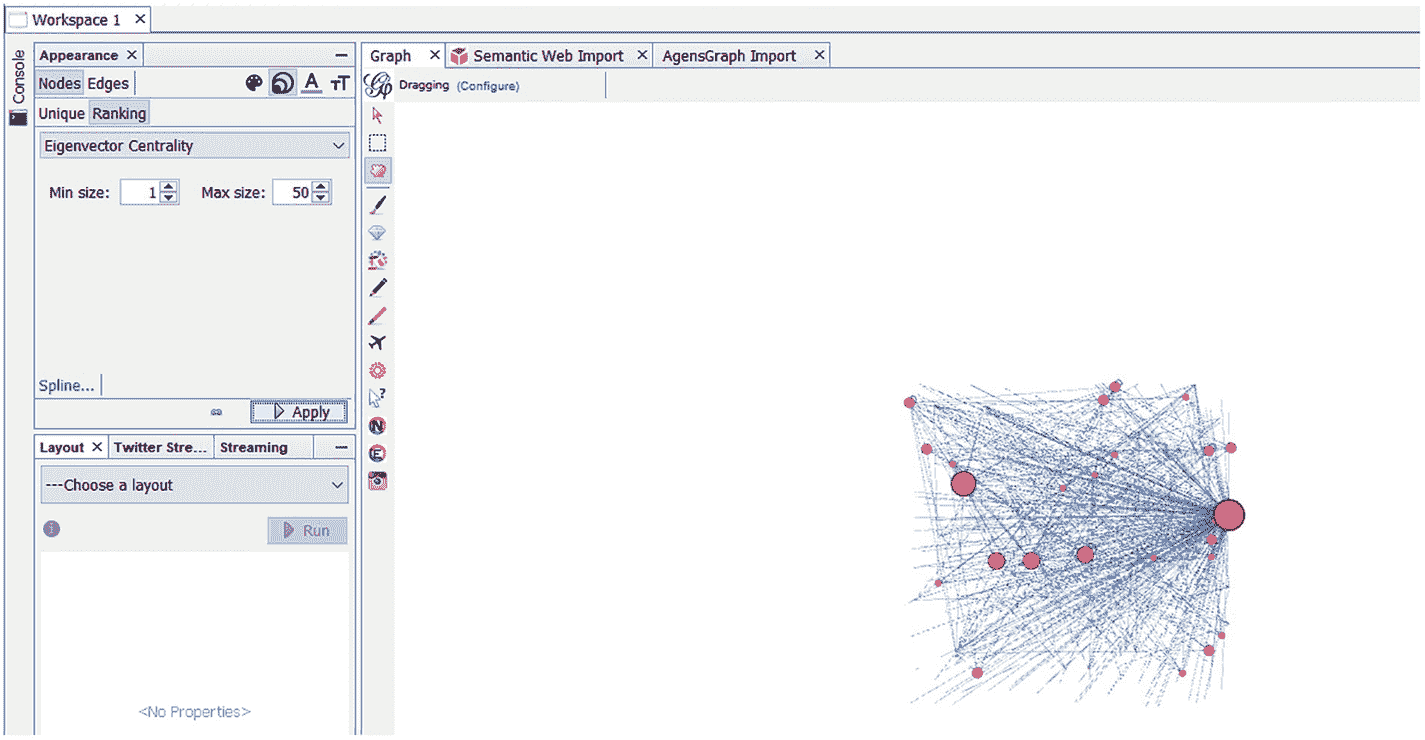 Workspace 1
Console
Appearance
Nodes Edges
Unique Ranking
Eigenvector Centrality
Min size: 1 Max size: 50
Spline...
Apply
Layout Twitter Stre... Streaming
---Choose a layout
Run
<No Properties>
Graph Semantic Web Import AgensGraph Import
Dragging (Configure)